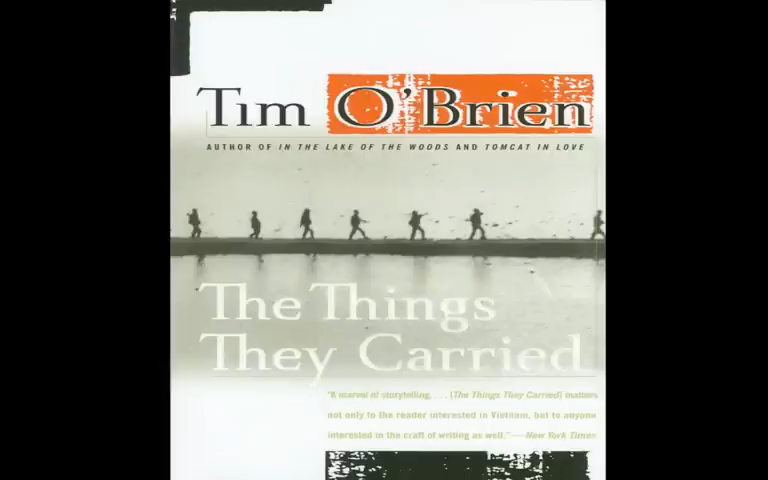 Tim O'Brien
AUTHOR OF IN THE LAKE OF THE WOODS AND TOMCAT IN LOVE
The Things
They Carried
"A marvel of storytelling, . . . [The Things They Carried] matters
not only to the reader interested in Vietnam, but to anyone
interested in the craft of writing as well."—New York Times